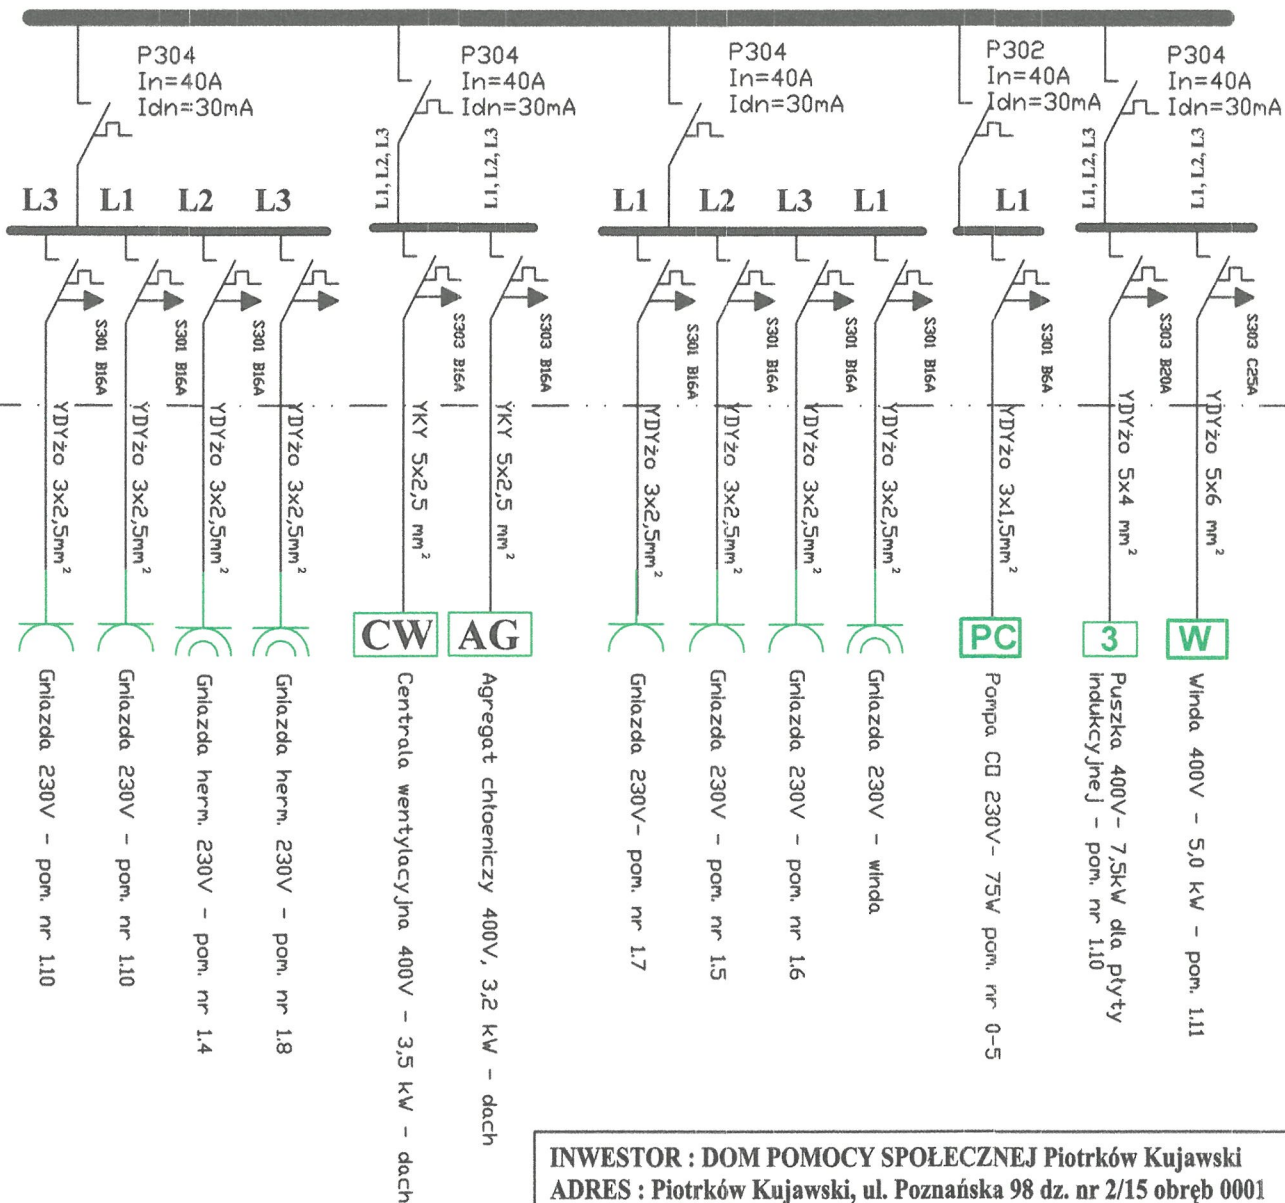 P304
In=40A
Idn=30mA
P304
In=40A
Idn=30mA
P304
In=40A
Idn=30mA
P302
In=40A
Idn=30mA
P304
In=40A
Idn=30mA
L1, L2, L3
L1, L2, L3
L1, L2, L3
L1, L2, L3
L3
L1
L2
L3
L1
L2
L3
L1
L1
S301 B16A
S301 B16A
S301 B16A
S303 B16A
S303 B16A
S301 B16A
S301 B16A
S301 B16A
S301 B16A
S301 B6A
S303 B20A
S303 C25A
YDYżo 3x2,5mm²
YDYżo 3x2,5mm²
YDYżo 3x2,5mm²
YDYżo 3x2,5mm²
YKY 5x2,5 mm²
YKY 5x2,5 mm²
YDYżo 3x2,5mm²
YDYżo 3x2,5mm²
YDYżo 3x2,5mm²
YDYżo 3x2,5mm²
YDYżo 3x1,5mm²
YDYżo 5x4 mm²
YDYżo 5x6 mm²
CW
AG
PC
3
W
Gniazda 230V - pom. nr 1.10
Gniazda 230V - pom. nr 1.10
Gniazda herm. 230V - pom. nr 1.4
Gniazda herm. 230V - pom. nr 1.8
Centrala wentylacyjna 400V - 3,5 kW - dach
Agregat chłoeniczy 400V, 3,2 kW - dach
Gniazda 230V- pom. nr 1.7
Gniazda 230V - pom. nr 1.5
Gniazda 230V - pom. nr 1.6
Gniazda 230V - winda
Pompa CO 230V- 75W pom. nr 0-5
Puszka 400V- 7,5kW dla płyty
indukcyjnej - pom. nr 1.10
Winda 400V - 5,0 kW - pom. 1.11
INWESTOR : DOM POMOCY SPOŁECZNEJ Piotrków Kujawski
ADRES : Piotrków Kujawski, ul. Poznańska 98 dz. nr 2/15 obręb 0001